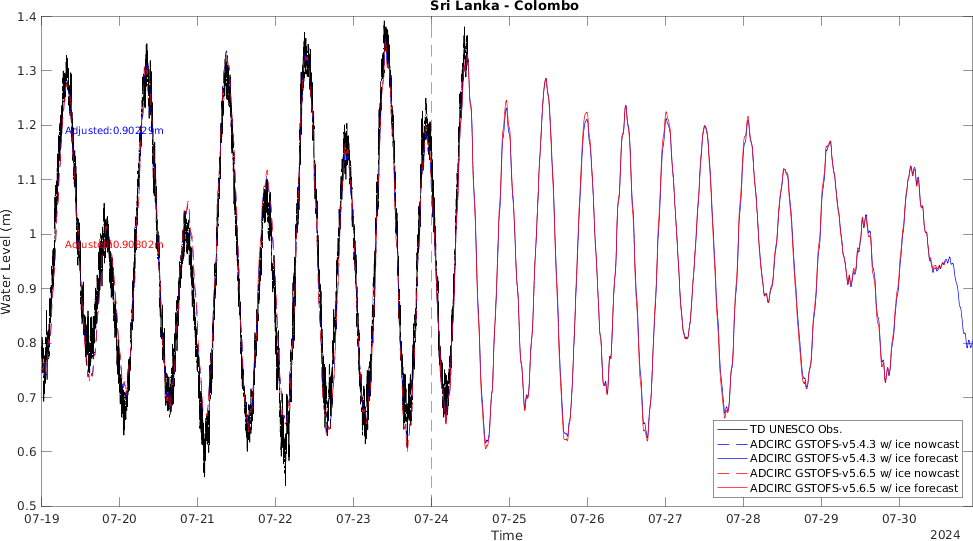 Sri Lanka - Colombo
1.4
1.3
1.2
1.1
1
0.9
0.8
0.7
0.6
0.5
Water Level (m)
Adjusted:0.90229m
Adjusted:0.90802m
TD UNESCO Obs.
ADCIRC GSTOFS-v5.4.3 w/ ice nowcast
ADCIRC GSTOFS-v5.4.3 w/ ice forecast
ADCIRC GSTOFS-v5.6.5 w/ ice nowcast
ADCIRC GSTOFS-v5.6.5 w/ ice forecast
07-19 07-20 07-21 07-22 07-23 07-24 07-25 07-26 07-27 07-28 07-29 07-30
Time
2024